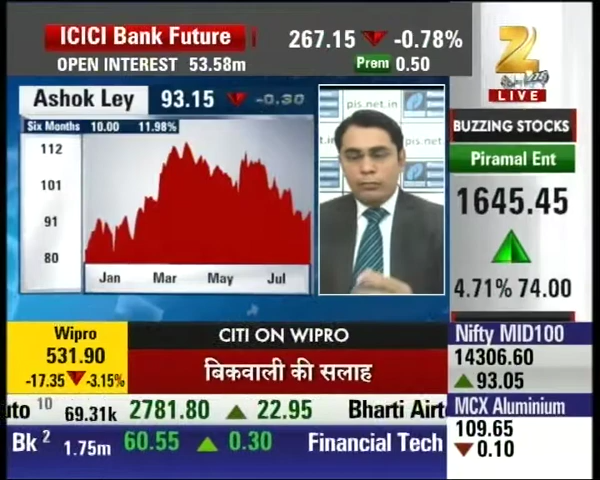 ICICI Bank Future
267.15 -0.78%
OPEN INTEREST 53.58m
Prem 0.50
LIVE
Ashok Ley 93.15 -0.30
Six Months 10.00 11.98%
112
101
91
80
Jan Mar May Jul
pis.net.in
pis.net
BUZZING STOCKS
Piramal Ent
1645.45
4.71% 74.00
Wipro
531.90
-17.35 -3.15%
CITI ON WIPRO
बिकवाली की सलाह
Nifty MID100
14306.60
93.05
MCX Aluminium
109.65
0.10
uto 10 69.31k 2781.80 22.95 Bharti Airt
Bk 2 1.75m 60.55 0.30 Financial Tech